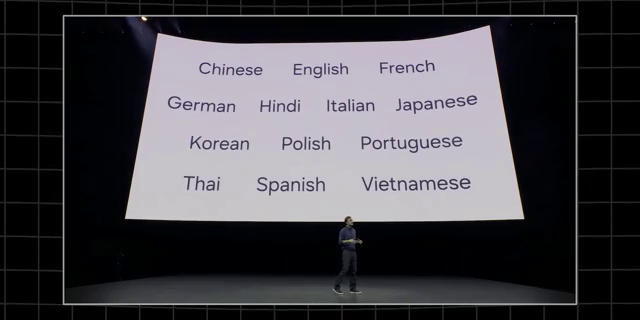 Chinese English French
German Hindi Italian Japanese
Korean Polish Portuguese
Thai Spanish Vietnamese